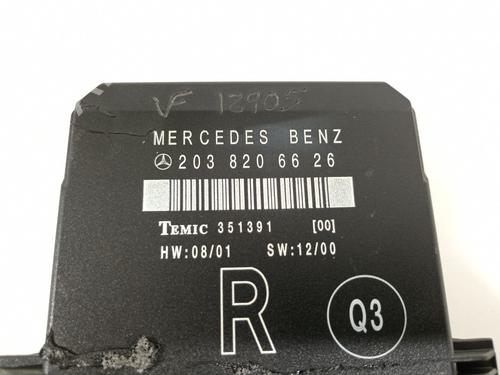 VF 12905
MERCEDES BENZ
203 820 66 26
TEMIC 351391 [00]
HW:08/01 SW:12/00
R Q3